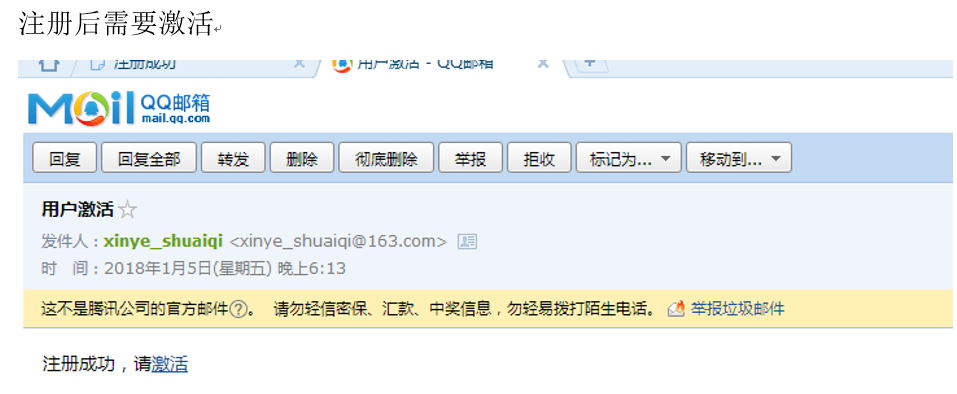 注册后需要激活
注册成功 用户激活 - QQ邮箱
Mail QQ邮箱
mail.qq.com
回复 回复全部 转发 删除 彻底删除 举报 拒收 标记为... 移动到...
用户激活
发件人：xinye_shuaiqi <xinye_shuaiqi@163.com>
时 间：2018年1月5日(星期五) 晚上6:13
这不是腾讯公司的官方邮件?。 请勿轻信密保、汇款、中奖信息，勿轻易拨打陌生电话。 举报垃圾邮件
注册成功，请激活